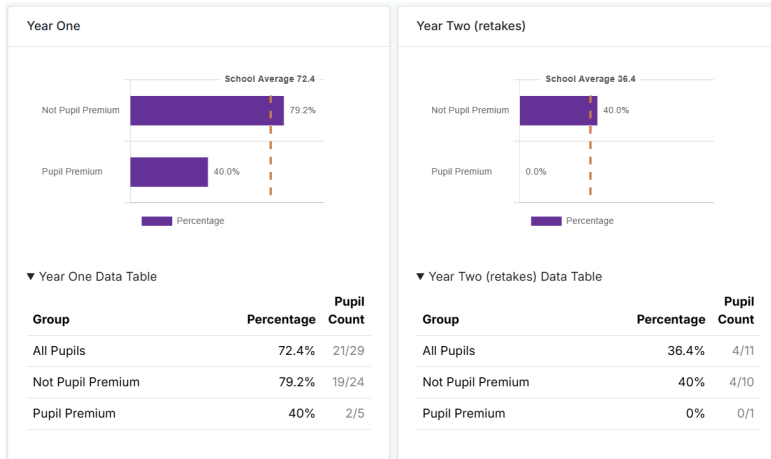 Year One
School Average 72.4
Not Pupil Premium 79.2%
Pupil Premium 40.0%
Percentage
▼ Year One Data Table
Group Percentage Pupil Count
All Pupils 72.4% 21/29
Not Pupil Premium 79.2% 19/24
Pupil Premium 40% 2/5
Year Two (retakes)
School Average 36.4
Not Pupil Premium 40.0%
Pupil Premium 0.0%
Percentage
▼ Year Two (retakes) Data Table
Group Percentage Pupil Count
All Pupils 36.4% 4/11
Not Pupil Premium 40% 4/10
Pupil Premium 0% 0/1